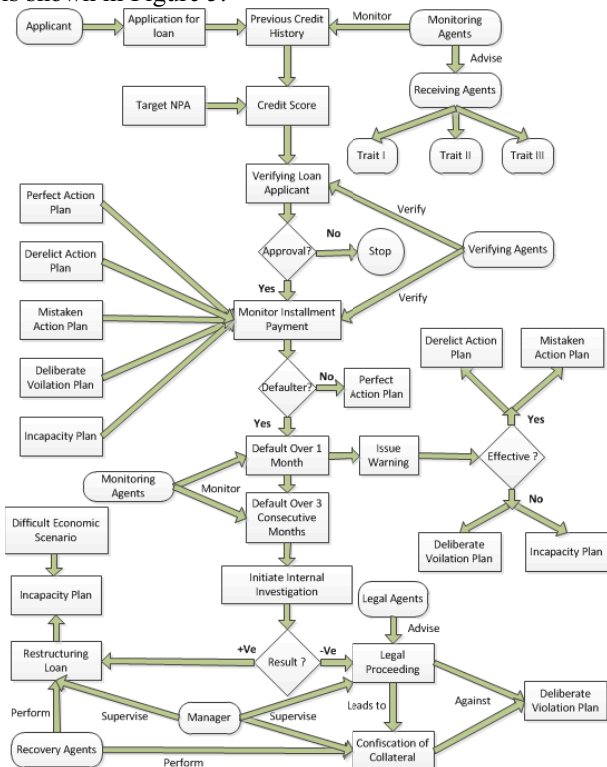 is shown in Figure 3.
Applicant
Application for
loan
Previous Credit
History
Monitor
Monitoring
Agents
Advise
Receiving Agents
Target NPA
Credit Score
Trait I
Trait II
Trait III
Verifying Loan
Applicant
Verify
Perfect Action
Plan
No
Approval?
Stop
Verifying Agents
Derelict Action
Plan
Yes
Verify
Mistaken
Action Plan
Monitor Installment
Payment
Derelict Action
Plan
Mistaken
Action Plan
Deliberate
Voilation Plan
Defaulter?
No
Perfect
Action Plan
Yes
Incapacity Plan
Yes
Default Over 1
Month
Issue
Warning
Effective ?
Monitoring
Agents
Monitor
No
Default Over 3
Consecutive
Months
Difficult Economic
Scenario
Deliberate
Voilation Plan
Incapacity Plan
Initiate Internal
Investigation
Incapacity Plan
Legal Agents
Advise
+Ve
Result ?
-Ve
Restructuring
Loan
Legal
Proceeding
Against
Deliberate
Violation Plan
Perform
Supervise
Manager
Supervise
Leads to
Recovery Agents
Perform
Confiscation of
Collateral